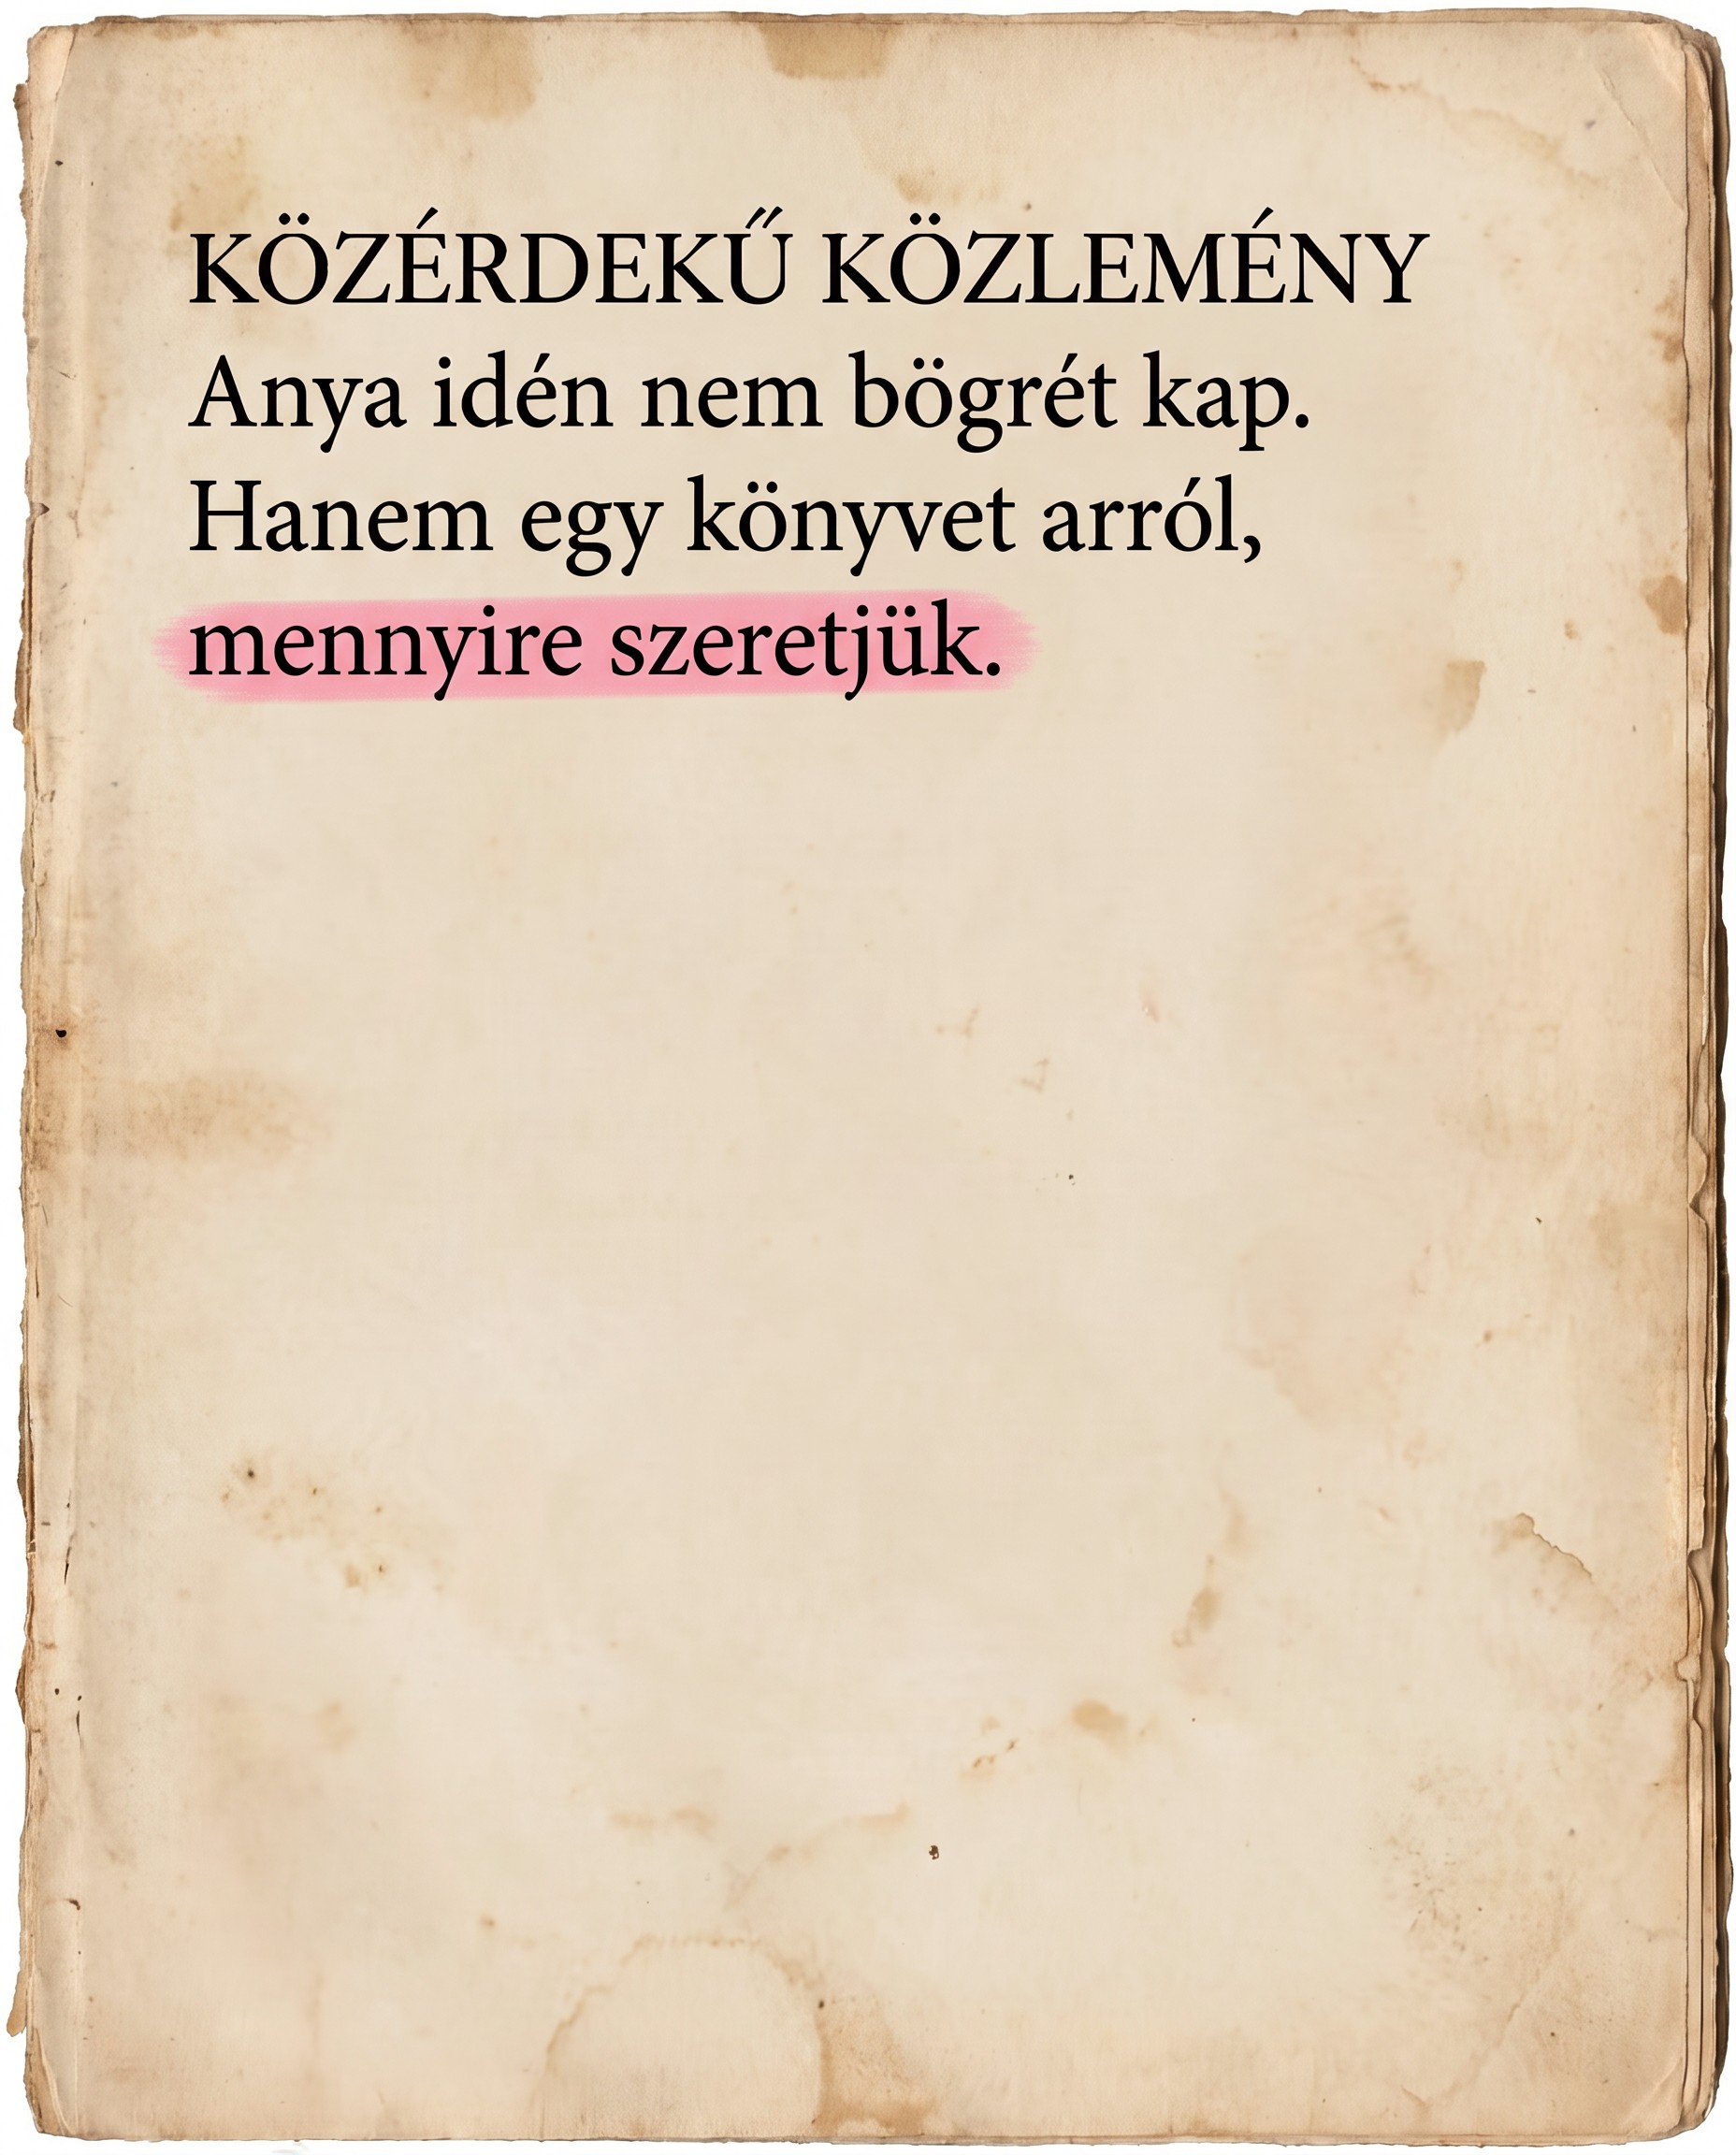 KÖZÉRDEKŰ KÖZLEMÉNY
Anya idén nem bögrét kap.
Hanem egy könyvet arról,
mennyire szeretjük.